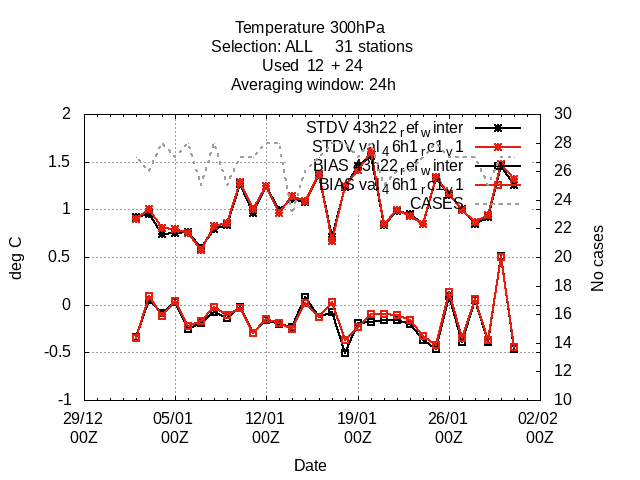 Temperature 300hPa
Selection: ALL 31 stations
Used 12 + 24
Averaging window: 24h
STDV 43h22_ref_winter
STDV val_46h1_rc1_v1
BIAS 43h22_ref_winter
BIAS val_46h1_rc1_v1
CASES
deg C
2
1.5
1
0.5
0
-0.5
-1
No cases
30
28
26
24
22
20
18
16
14
12
10
29/12 05/01 12/01 19/01 26/01 02/02
00Z 00Z 00Z 00Z 00Z 00Z
Date